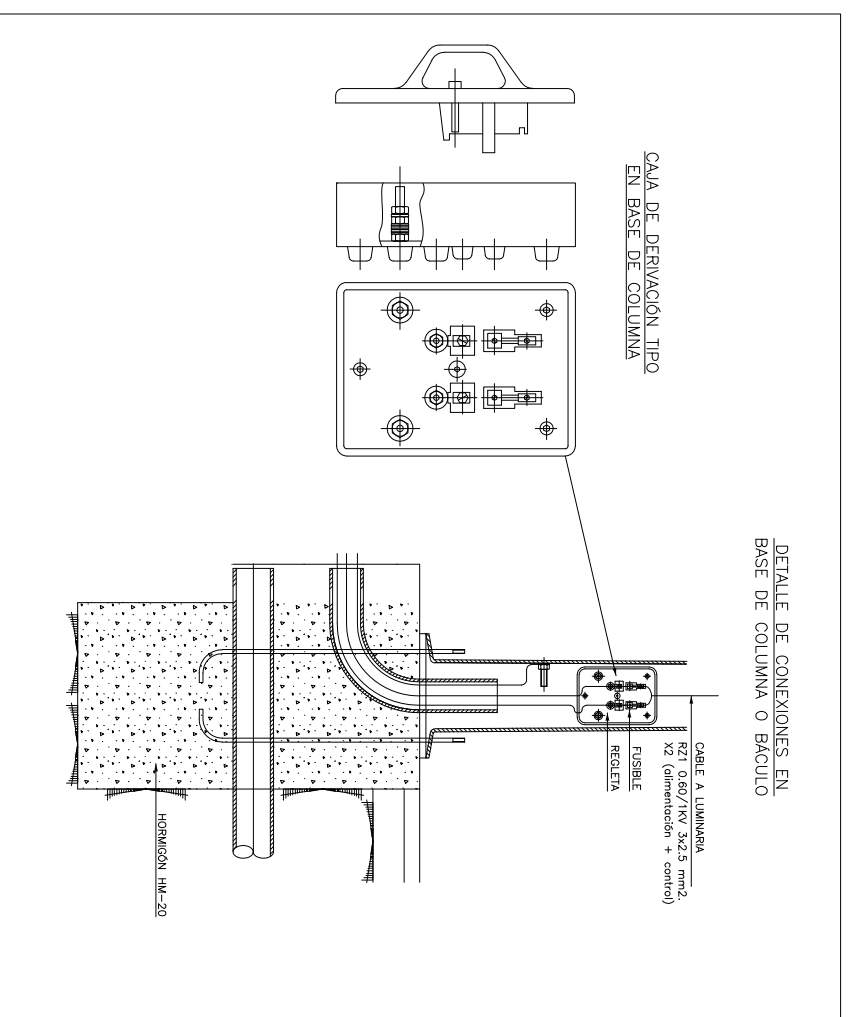 CAJA DE DERIVACIÓN TIPO
EN BASE DE COLUMNA
DETALLE DE CONEXIONES EN
BASE DE COLUMNA O BÁCULO
CABLE A LUMINARIA
RZ1 0.60/1KV 3x2.5 mm2.
X2 (alimentación + control)
FUSIBLE
REGLETA
HORMIGÓN HM-20